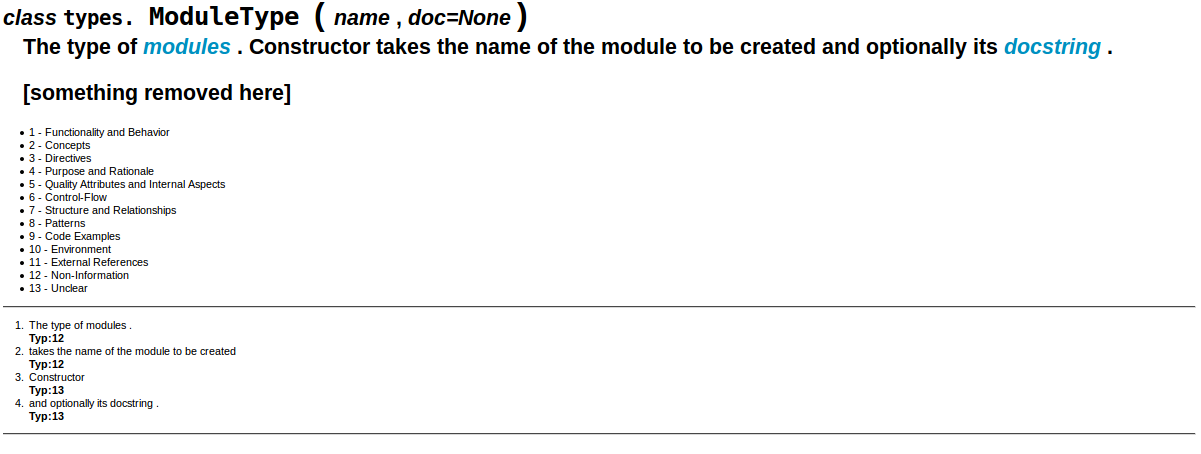 class types. ModuleType ( name , doc=None )
The type of modules . Constructor takes the name of the module to be created and optionally its docstring .
[something removed here]
• 1 - Functionality and Behavior
• 2 - Concepts
• 3 - Directives
• 4 - Purpose and Rationale
• 5 - Quality Attributes and Internal Aspects
• 6 - Control-Flow
• 7 - Structure and Relationships
• 8 - Patterns
• 9 - Code Examples
• 10 - Environment
• 11 - External References
• 12 - Non-Information
• 13 - Unclear
1. The type of modules .
Typ:12
2. takes the name of the module to be created
Typ:12
3. Constructor
Typ:13
4. and optionally its docstring .
Typ:13